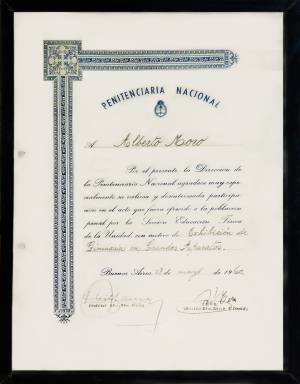 PENITENCIARIA NACIONAL
A Alberto Moro
Por el presente la Dirección de
la Penitenciaría Nacional agradece muy espe-
cialmente su valiosa y desinteresada participa-
ción en el acto que fuera ofrecido a la población
penal por la Sección Educación Física
de la Unidad con motivo de Exhibición de
Gimnasia en Grandes Aparatos.
Buenos Aires de de 1960